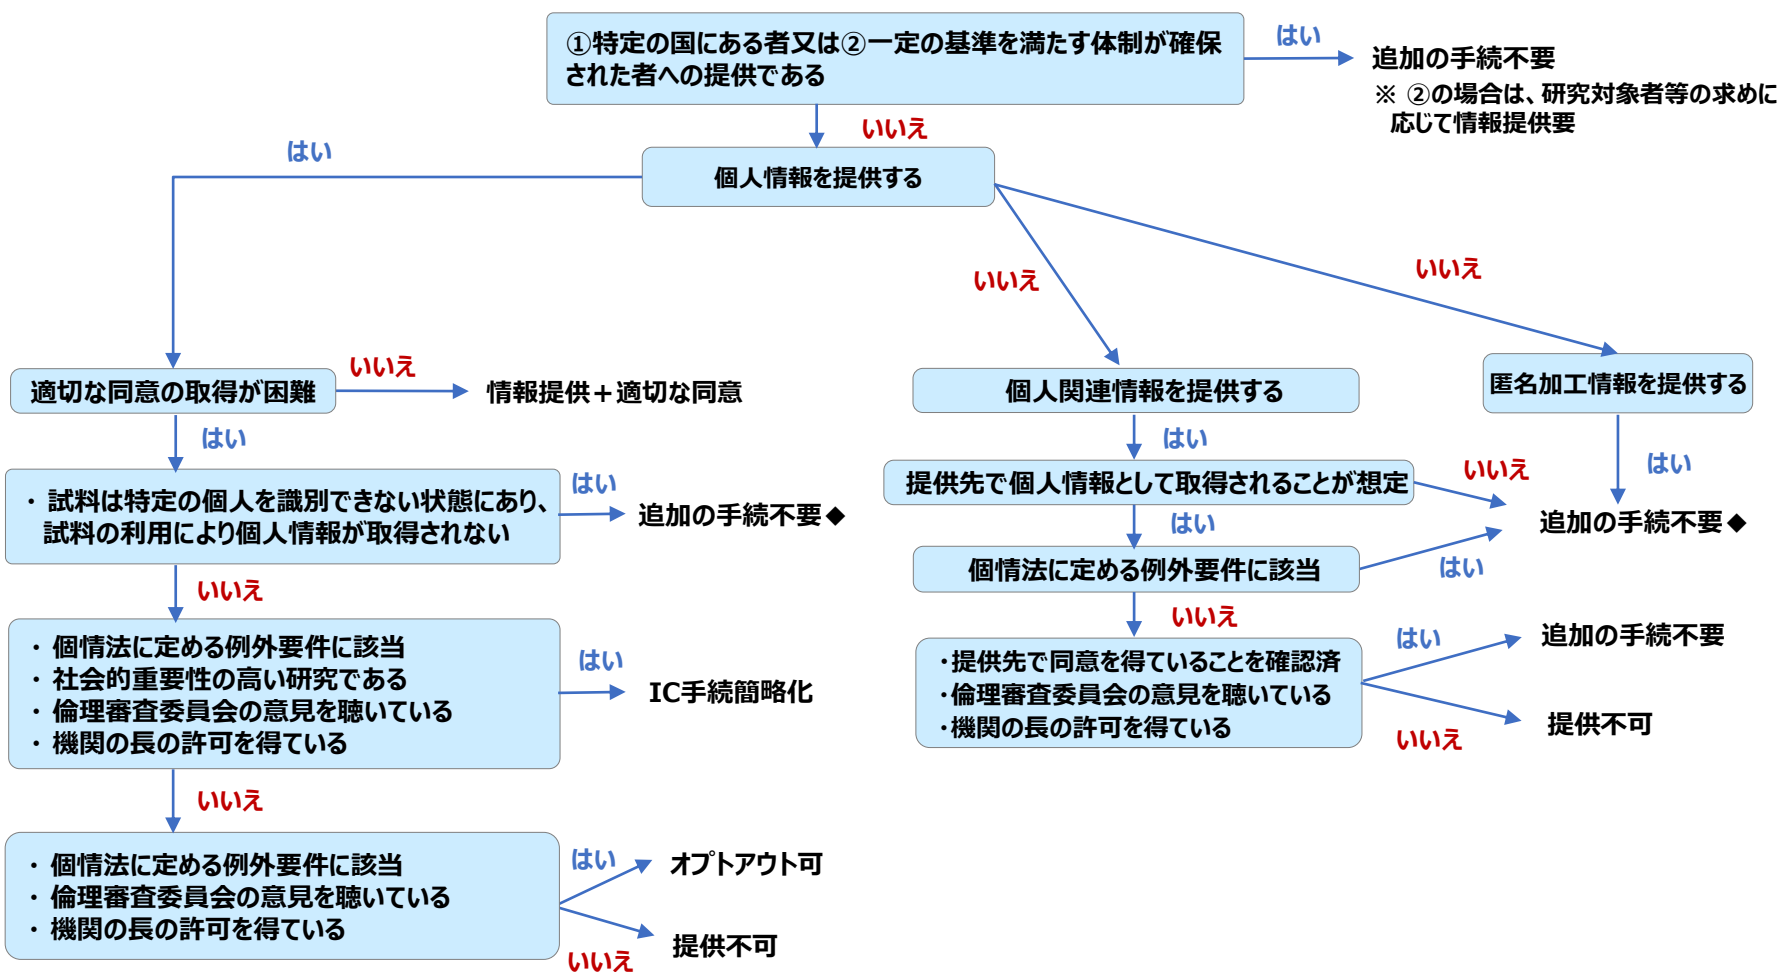 ①特定の国にある者又は②一定の基準を満たす体制が確保
された者への提供である
はい
追加の手続不要
※ ②の場合は、研究対象者等の求めに
応じて情報提供要
いいえ
はい
個人情報を提供する
いいえ
いいえ
適切な同意の取得が困難
いいえ
情報提供＋適切な同意
個人関連情報を提供する
匿名加工情報を提供する
はい
はい
はい
・ 試料は特定の個人を識別できない状態にあり、
試料の利用により個人情報が取得されない
はい
追加の手続不要◆
提供先で個人情報として取得されることが想定
いいえ
追加の手続不要◆
はい
個情法に定める例外要件に該当
はい
いいえ
いいえ
・ 個情法に定める例外要件に該当
・ 社会的重要性の高い研究である
・ 倫理審査委員会の意見を聴いている
・ 機関の長の許可を得ている
はい
IC手続簡略化
・提供先で同意を得ていることを確認済
・倫理審査委員会の意見を聴いている
・機関の長の許可を得ている
はい
追加の手続不要
いいえ
提供不可
いいえ
・ 個情法に定める例外要件に該当
・ 倫理審査委員会の意見を聴いている
・ 機関の長の許可を得ている
はい
オプトアウト可
いいえ
提供不可